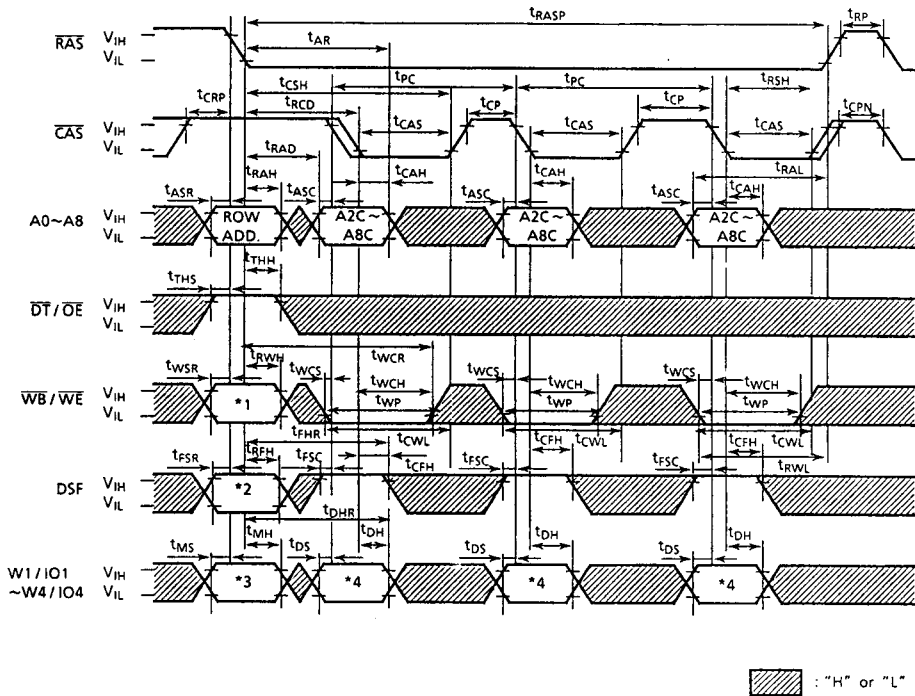 tRASP
tRP
RAS
VIH
VIL
tAR
tCSH
tPC
tPC
tRSH
tCRP
tRCD
tCP
tCP
tCPN
CAS
VIH
VIL
tCAS
tCAS
tCAS
tRAD
tRAL
tRAH
tCAH
tASR
tASC
tASC
tCAH
tASC
tCAH
A0~A8
VIH
VIL
ROW ADD.
A2C~ A8C
A2C~ A8C
A2C~ A8C
tTHH
tTHS
DT / OE
VIH
VIL
tWCR
tWSR
tRWH
tWCS
tWCH
tWCS
tWCH
tWCS
tWCH
tWP
tWP
tWP
WB / WE
VIH
VIL
*1
tFHR
tCWL
tCWL
tCWL
tFSR
tRFH
tFSC
tCFH
tFSC
tCFH
tFSC
tCFH
tRWL
DSF
VIH
VIL
*2
tDHR
tMS
tMH
tDS
tDH
tDS
tDH
tDS
tDH
W1 / IO1
~W4 / IO4
VIH
VIL
*3
*4
*4
*4
: "H" or "L"